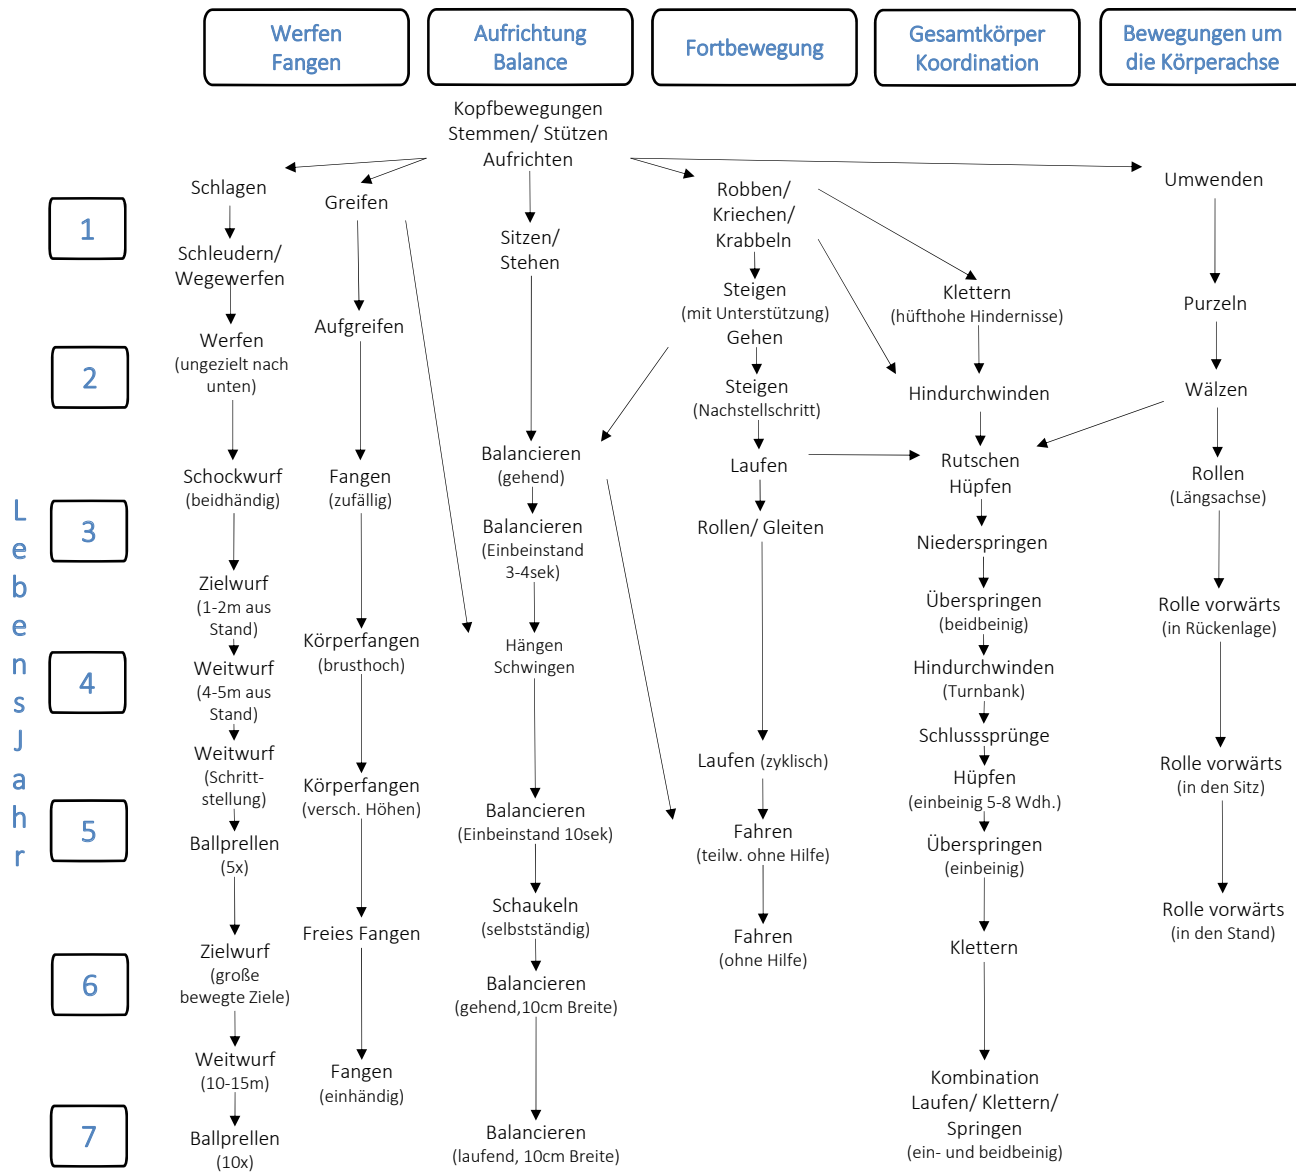 Werfen
Fangen
Aufrichtung
Balance
Fortbewegung
Gesamtkörper
Koordination
Bewegungen um
die Körperachse
Lebensjahr
1
2
3
4
5
6
7
Kopfbewegungen
Stemmen/ Stützen
Aufrichten
Schlagen
Schleudern/
Wegewerfen
Werfen
(ungezielt nach
unten)
Schockwurf
(beidhändig)
Zielwurf
(1-2m aus
Stand)
Weitwurf
(4-5m aus
Stand)
Weitwurf
(Schritt-
stellung)
Ballprellen
(5x)
Zielwurf
(große
bewegte Ziele)
Weitwurf
(10-15m)
Ballprellen
(10x)
Greifen
Aufgreifen
Fangen
(zufällig)
Körperfangen
(brusthoch)
Körperfangen
(versch. Höhen)
Freies Fangen
Fangen
(einhändig)
Sitzen/
Stehen
Balancieren
(gehend)
Balancieren
(Einbeinstand
3-4sek)
Hängen
Schwingen
Balancieren
(Einbeinstand 10sek)
Schaukeln
(selbstständig)
Balancieren
(gehend,10cm Breite)
Balancieren
(laufend, 10cm Breite)
Robben/
Kriechen/
Krabbeln
Steigen
(mit Unterstützung)
Gehen
Steigen
(Nachstellschritt)
Laufen
Rollen/ Gleiten
Laufen (zyklisch)
Fahren
(teilw. ohne Hilfe)
Fahren
(ohne Hilfe)
Klettern
(hüfthohe Hindernisse)
Hindurchwinden
Rutschen
Hüpfen
Niederspringen
Überspringen
(beidbeinig)
Hindurchwinden
(Turnbank)
Schlusssprünge
Hüpfen
(einbeinig 5-8 Wdh.)
Überspringen
(einbeinig)
Klettern
Kombination
Laufen/ Klettern/
Springen
(ein- und beidbeinig)
Umwenden
Purzeln
Wälzen
Rollen
(Längsachse)
Rolle vorwärts
(in Rückenlage)
Rolle vorwärts
(in den Sitz)
Rolle vorwärts
(in den Stand)